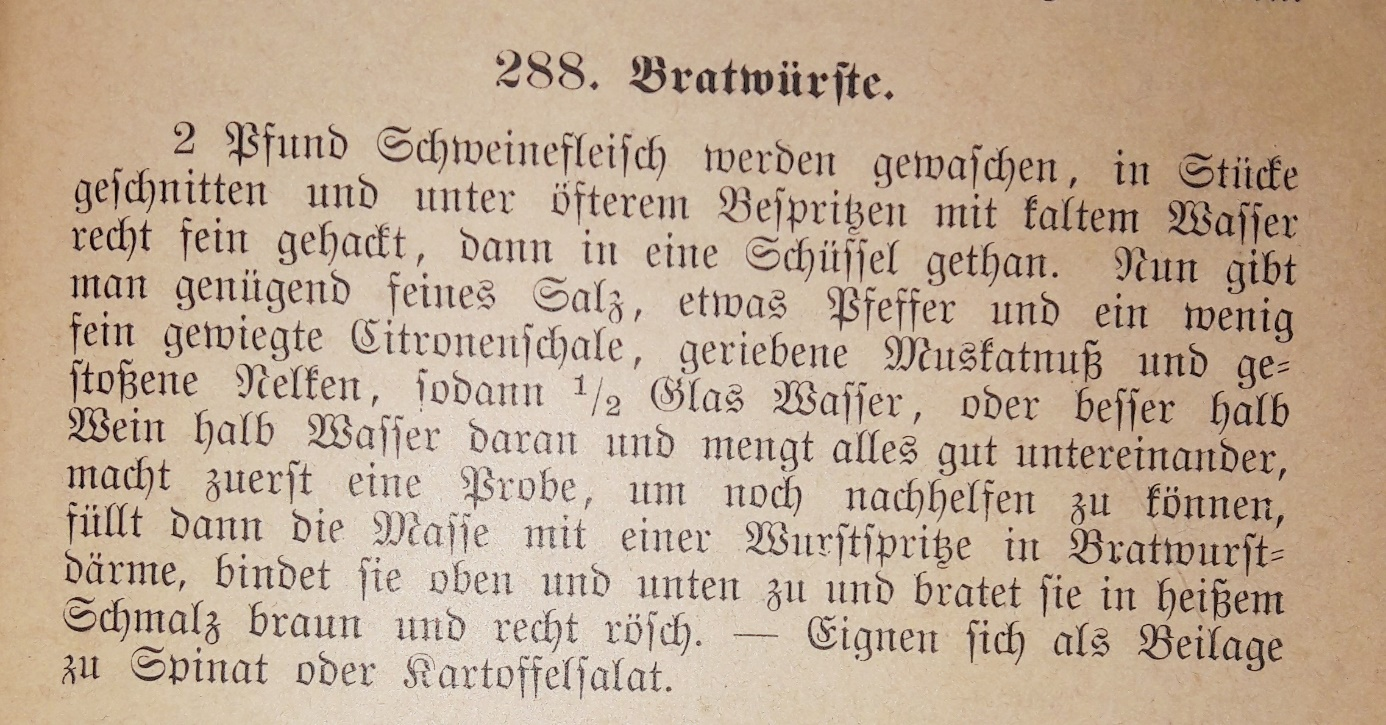 288. Bratwürste.
2 Pfund Schweinefleisch werden gewaschen, in Stücke
geschnitten und unter öfterem Bespritzen mit kaltem Wasser
recht fein gehackt, dann in eine Schüssel gethan. Nun gibt
man genügend feines Salz, etwas Pfeffer und ein wenig
fein gewiegte Citronenschale, geriebene Muskatnuß und ge-
stoßene Nelken, sodann 1/2 Glas Wasser, oder besser halb
Wein halb Wasser daran und mengt alles gut untereinander,
macht zuerst eine Probe, um noch nachhelfen zu können,
füllt dann die Masse mit einer Wurstspritze in Bratwurst-
därme, bindet sie oben und unten zu und bratet sie in heißem
Schmalz braun und recht rösch. — Eignen sich als Beilage
zu Spinat oder Kartoffelsalat.